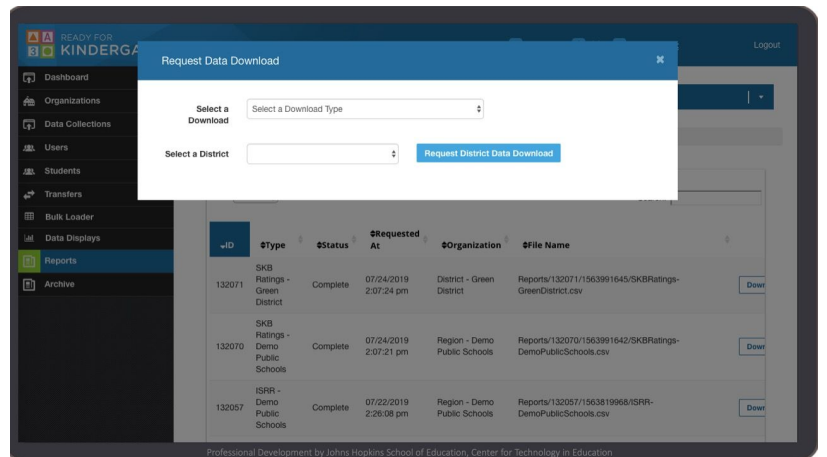 READY FOR
KINDERGA
Logout
Request Data Download
×
Select a Download
Select a Download Type
Select a District
Request District Data Download
Dashboard
Organizations
Data Collections
Users
Students
Transfers
Bulk Loader
Data Displays
Reports
Archive
ID Type Status Requested At Organization File Name
132071 SKB Ratings - Green District Complete 07/24/2019 2:07:24 pm District - Green District Reports/132071/1563991645/SKBRatings-GreenDistrict.csv Down
132070 SKB Ratings - Demo Public Schools Complete 07/24/2019 2:07:21 pm Region - Demo Public Schools Reports/132070/1563991642/SKBRatings-DemoPublicSchools.csv Down
132057 ISRR - Demo Public Schools Complete 07/22/2019 2:26:08 pm Region - Demo Public Schools Reports/132057/1563819968/ISRR-DemoPublicSchools.csv Down
Professional Development by Johns Hopkins School of Education, Center for Technology in Education